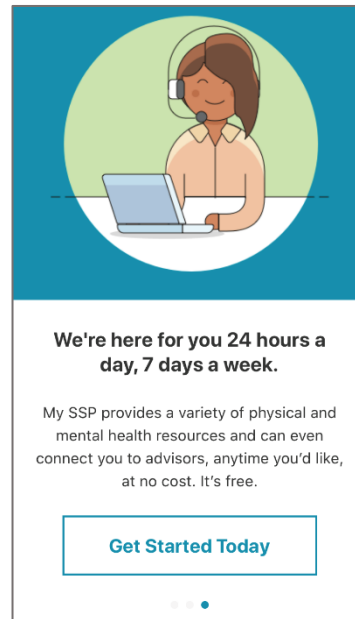 We're here for you 24 hours a
day, 7 days a week.
My SSP provides a variety of physical and
mental health resources and can even
connect you to advisors, anytime you’d like,
at no cost. It’s free.
Get Started Today